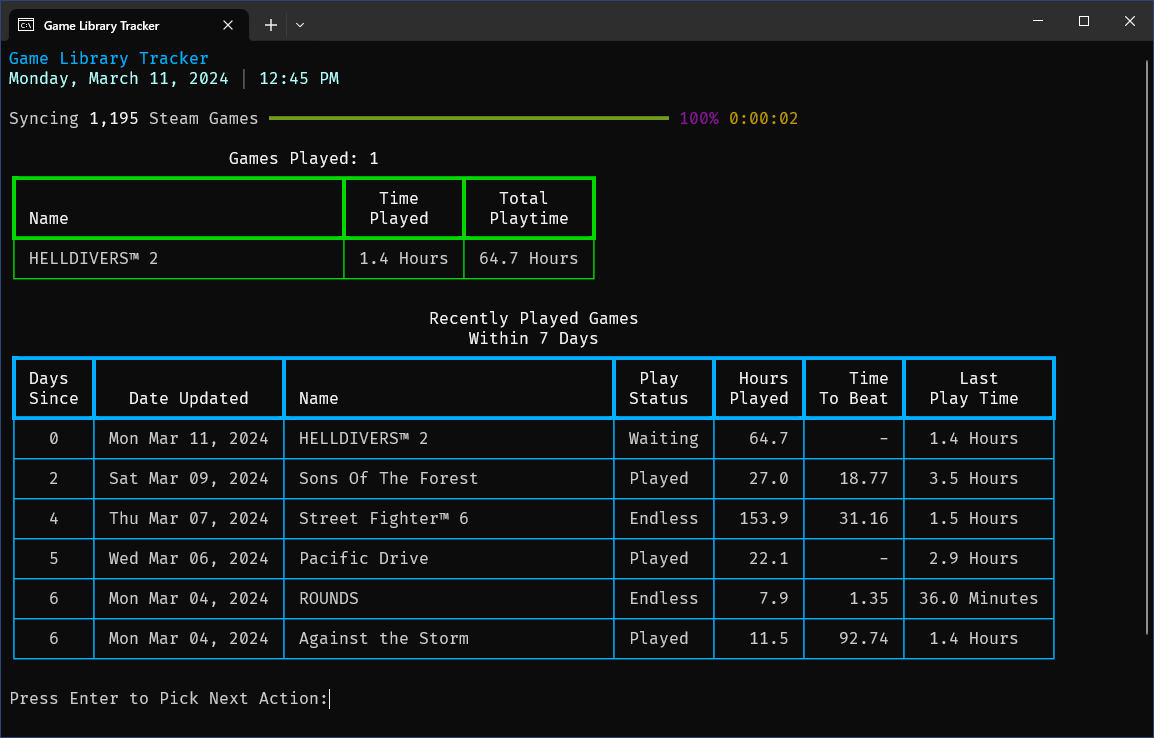 Game Library Tracker
Game Library Tracker
Monday, March 11, 2024 │ 12:45 PM
Syncing 1,195 Steam Games 100% 0:00:02
Games Played: 1
Time Total
Name Played Playtime
HELLDIVERS™ 2 1.4 Hours 64.7 Hours
Recently Played Games
Within 7 Days
Days Play Hours Time Last
Since Date Updated Name Status Played To Beat Play Time
0 Mon Mar 11, 2024 HELLDIVERS™ 2 Waiting 64.7 - 1.4 Hours
2 Sat Mar 09, 2024 Sons Of The Forest Played 27.0 18.77 3.5 Hours
4 Thu Mar 07, 2024 Street Fighter™ 6 Endless 153.9 31.16 1.5 Hours
5 Wed Mar 06, 2024 Pacific Drive Played 22.1 - 2.9 Hours
6 Mon Mar 04, 2024 ROUNDS Endless 7.9 1.35 36.0 Minutes
6 Mon Mar 04, 2024 Against the Storm Played 11.5 92.74 1.4 Hours
Press Enter to Pick Next Action: